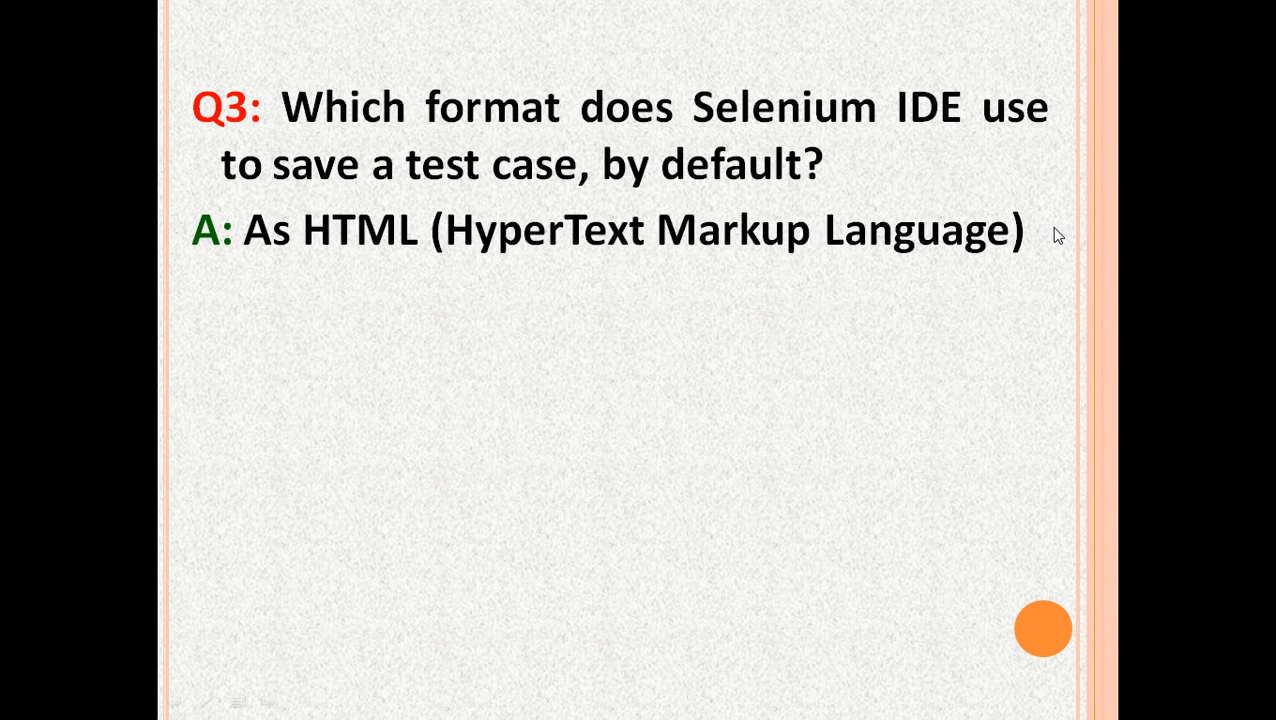 Q3: Which format does Selenium IDE use
to save a test case, by default?
A: As HTML (HyperText Markup Language)